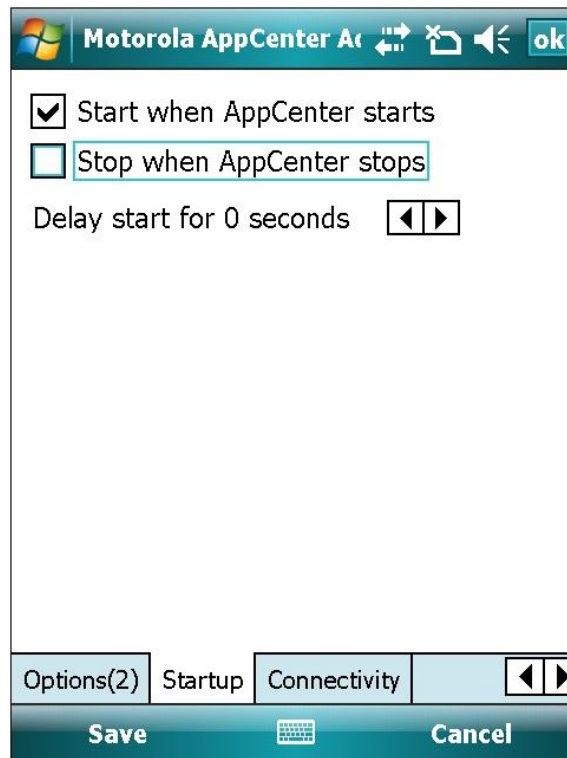 Motorola AppCenter Ac ok
Start when AppCenter starts
Stop when AppCenter stops
Delay start for 0 seconds
Options(2) Startup Connectivity
Save Cancel